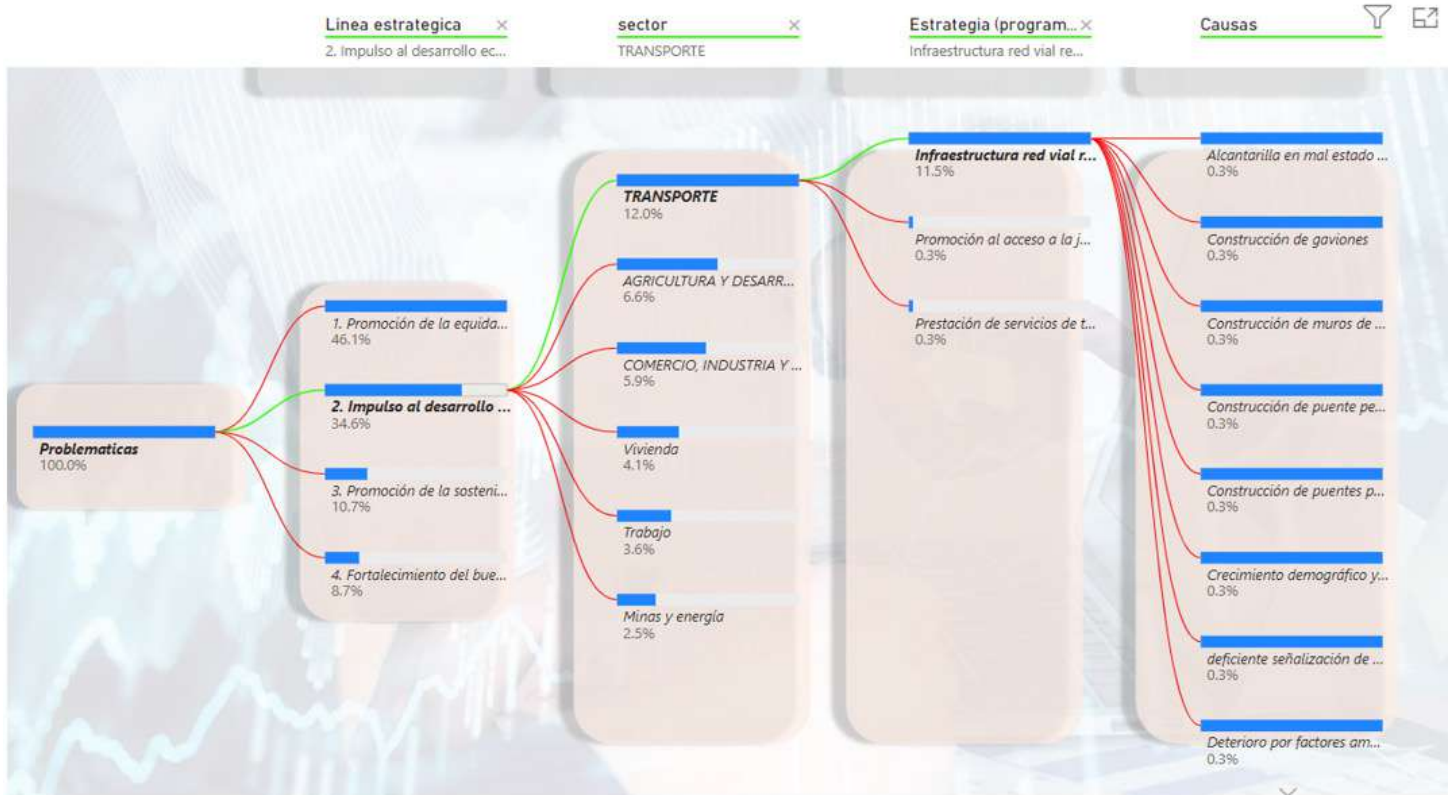 Linea estrategica
2. Impulso al desarrollo ec...
sector
TRANSPORTE
Estrategia (program...
Infraestructura red vial re...
Causas
Problematicas
100.0%
1. Promoción de la equida...
46.1%
2. Impulso al desarrollo ...
34.6%
3. Promoción de la sosteni...
10.7%
4. Fortalecimiento del bue...
8.7%
TRANSPORTE
12.0%
AGRICULTURA Y DESARR...
6.6%
COMERCIO, INDUSTRIA Y ...
5.9%
Vivienda
4.1%
Trabajo
3.6%
Minas y energía
2.5%
Infraestructura red vial r...
11.5%
Promoción al acceso a la j...
0.3%
Prestación de servicios de t...
0.3%
Alcantarilla en mal estado ...
0.3%
Construcción de gaviones
0.3%
Construcción de muros de ...
0.3%
Construcción de puente pe...
0.3%
Construcción de puentes p...
0.3%
Crecimiento demográfico y...
0.3%
deficiente señalización de ...
0.3%
Deterioro por factores am...
0.3%